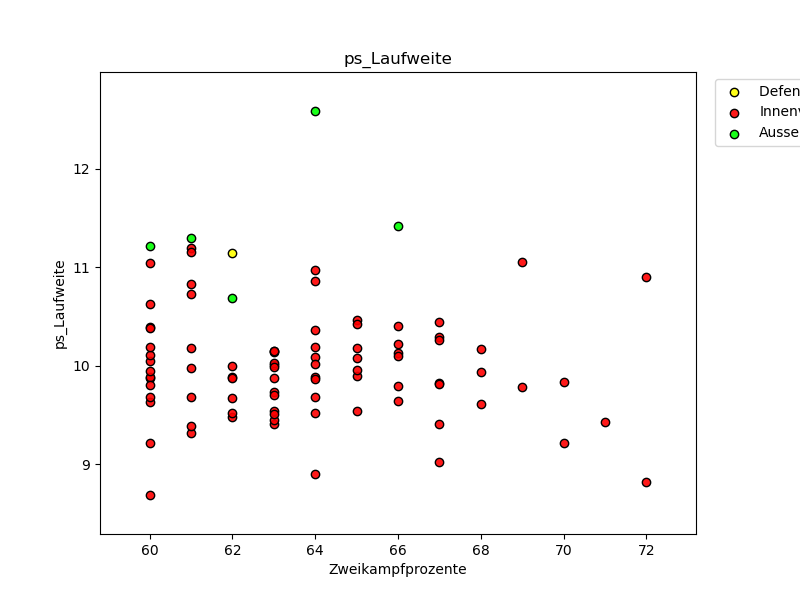 ps_Laufweite
Defen
Innenv
Ausse
12
11
10
9
ps_Laufweite
60 62 64 66 68 70 72
Zweikampfprozente